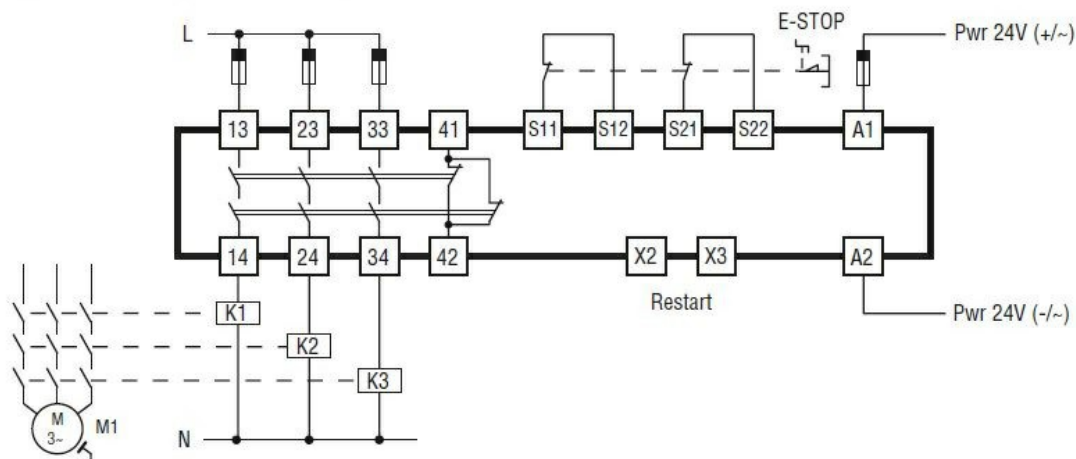 E-STOP
L
Pwr 24V (+/~)
13 23 33 41 S11 S12 S21 S22 A1
14 24 34 42 X2 X3 A2
Restart
K1
Pwr 24V (-/~)
K2
K3
M
3~
M1
N